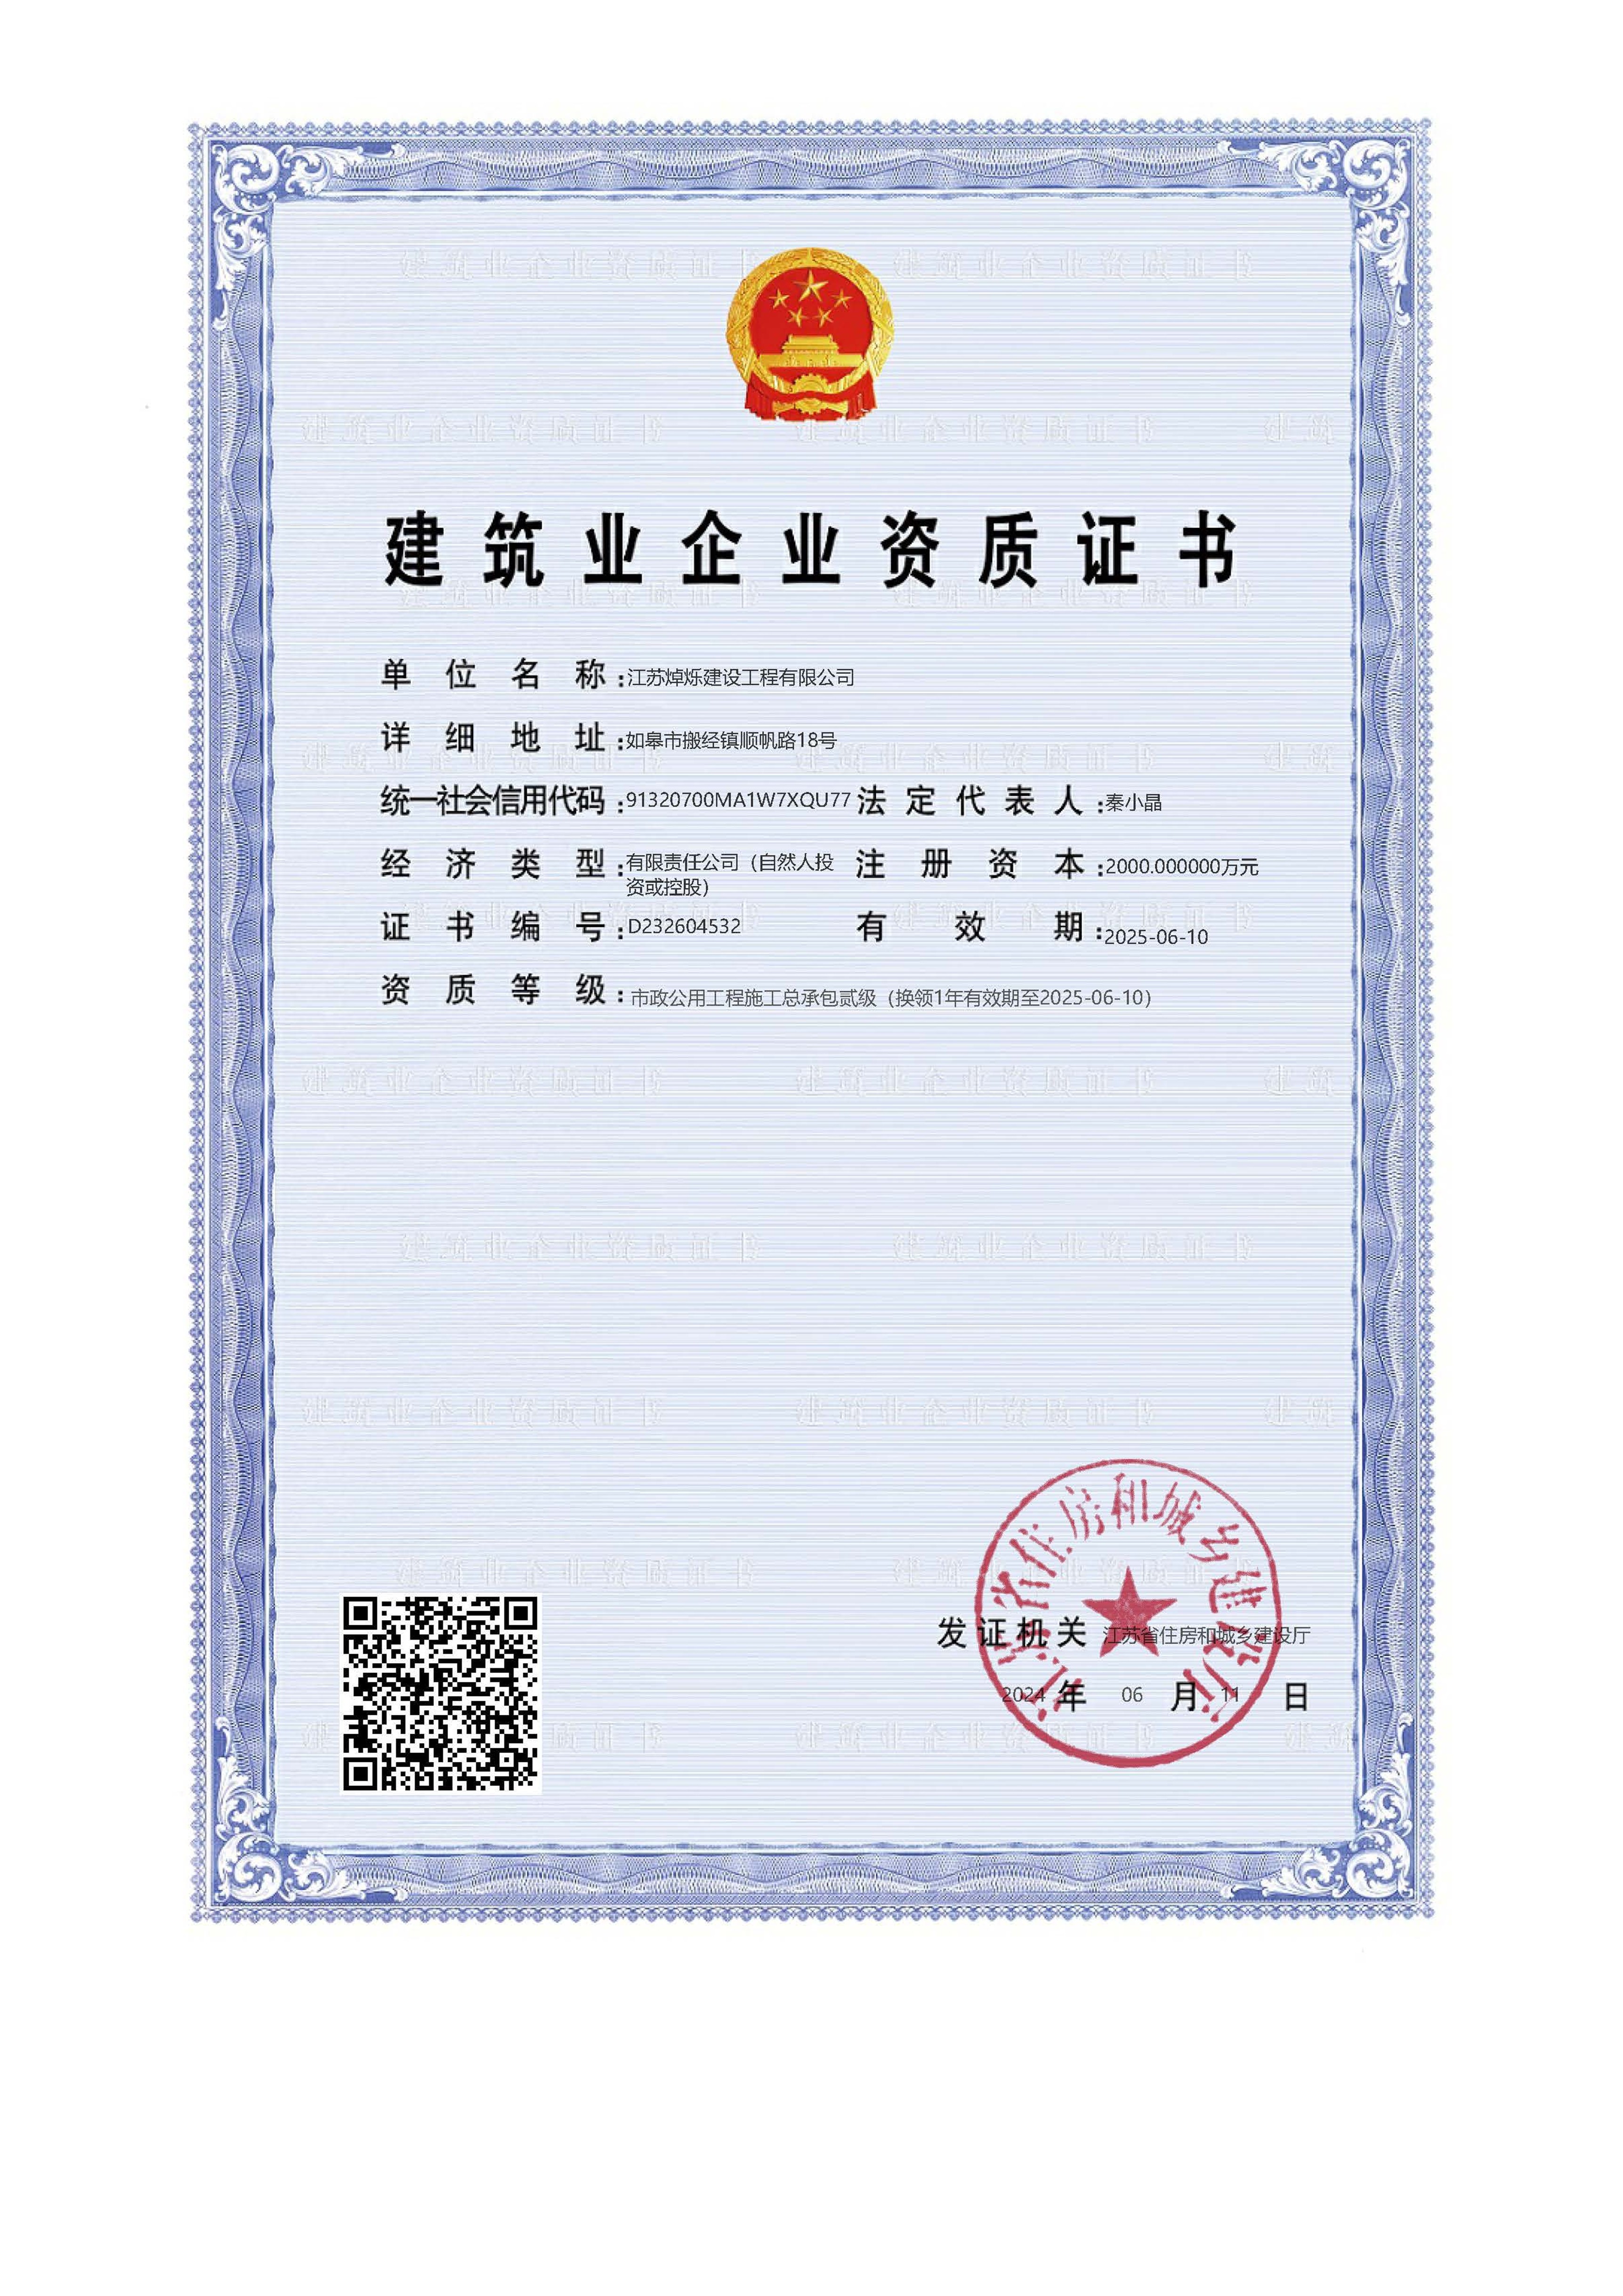 建筑业企业资质证书
单位名称：江苏焯烁建设工程有限公司
详细地址：如皋市搬经镇顺帆路18号
统一社会信用代码：91320700MA1W7XQU77 法定代表人：秦小晶
经济类型：有限责任公司（自然人投资或控股） 注册资本：2000.000000万元
证书编号：D232604532 有效期：2025-06-10
资质等级：市政公用工程施工总承包贰级（换领1年有效期至2025-06-10）
江苏省住房和城乡建设厅
发证机关 江苏省住房和城乡建设厅
2024 年 06 月 11 日